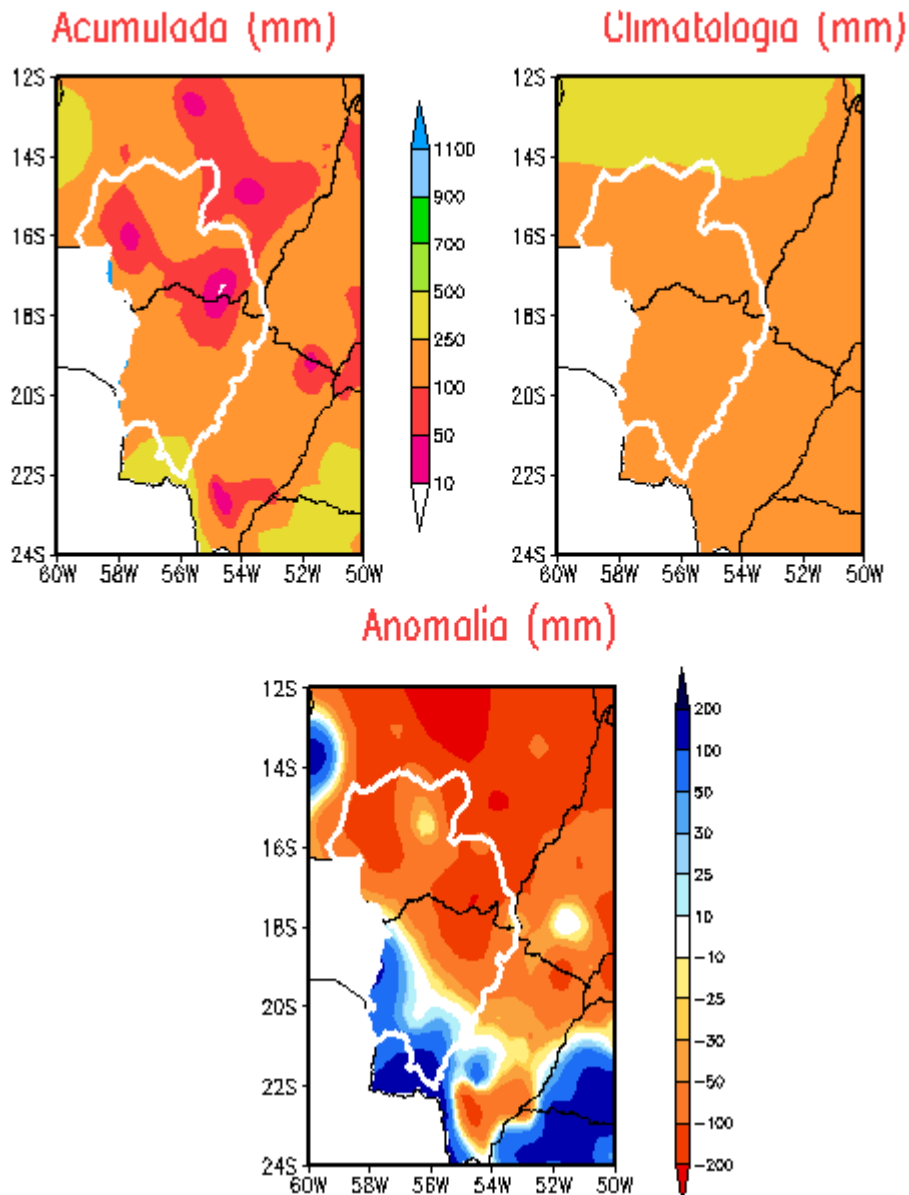 Acumulada (mm)
12S
14S
16S
18S
20S
22S
24S
60W 58W 56W 54W 52W 50W
1100
900
700
500
250
100
50
10
Climatologia (mm)
12S
14S
16S
18S
20S
22S
24S
60W 58W 56W 54W 52W 50W
Anomalia (mm)
12S
14S
16S
18S
20S
22S
24S
60W 58W 56W 54W 52W 50W
200
100
50
30
25
10
-10
-25
-30
-50
-100
-200